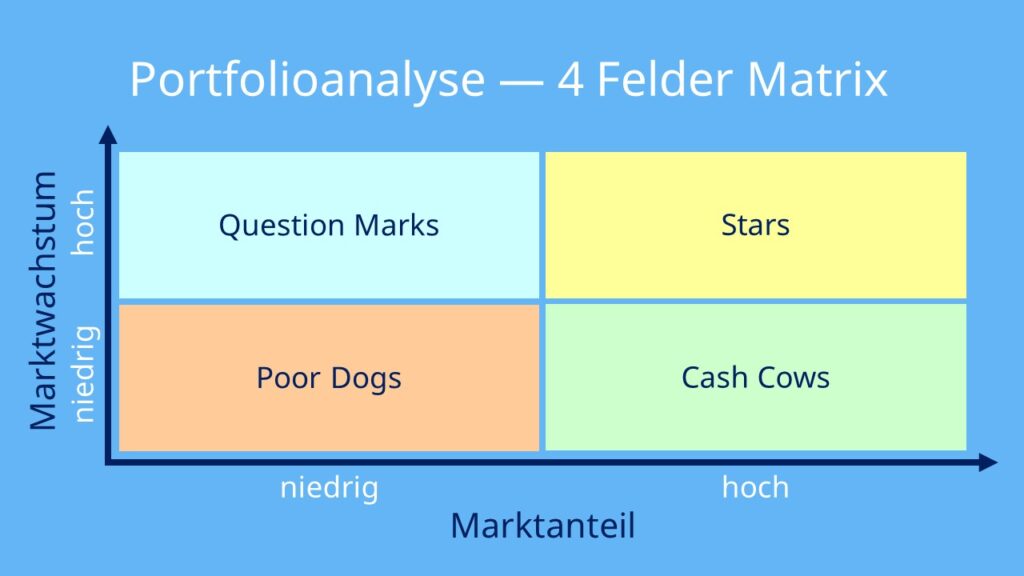 Portfolioanalyse — 4 Felder Matrix
Marktwachstum
hoch
niedrig
Question Marks
Stars
Poor Dogs
Cash Cows
niedrig
hoch
Marktanteil